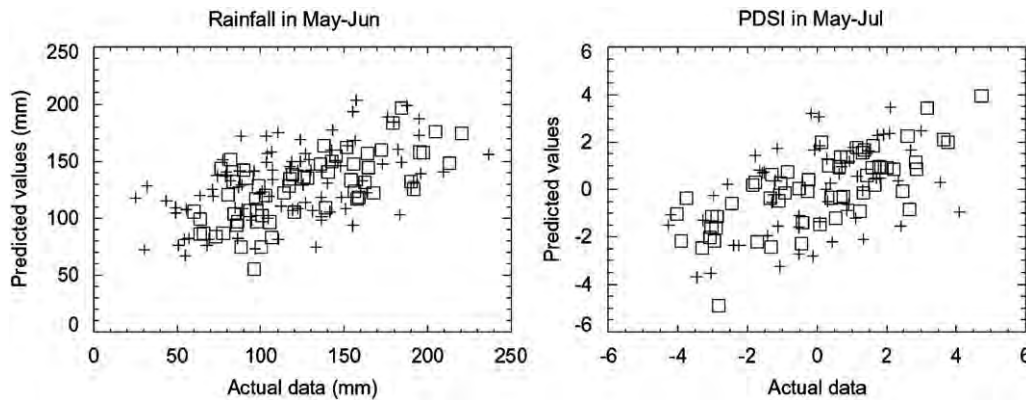 Rainfall in May-Jun
250
200
150
100
50
0
0 50 100 150 200 250
Predicted values (mm)
Actual data (mm)
PDSI in May-Jul
6
4
2
0
-2
-4
-6
-6 -4 -2 0 2 4 6
Predicted values
Actual data